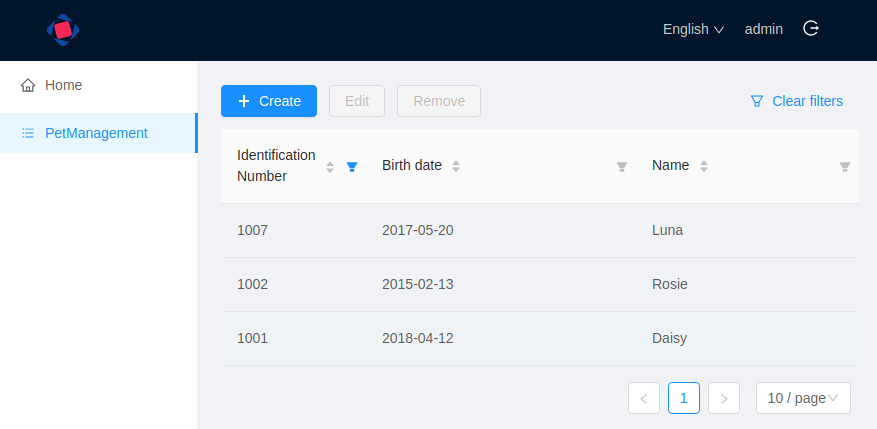 English admin
Home
PetManagement
Create Edit Remove Clear filters
Identification
Number
Birth date
Name
1007 2017-05-20 Luna
1002 2015-02-13 Rosie
1001 2018-04-12 Daisy
1 10 / page